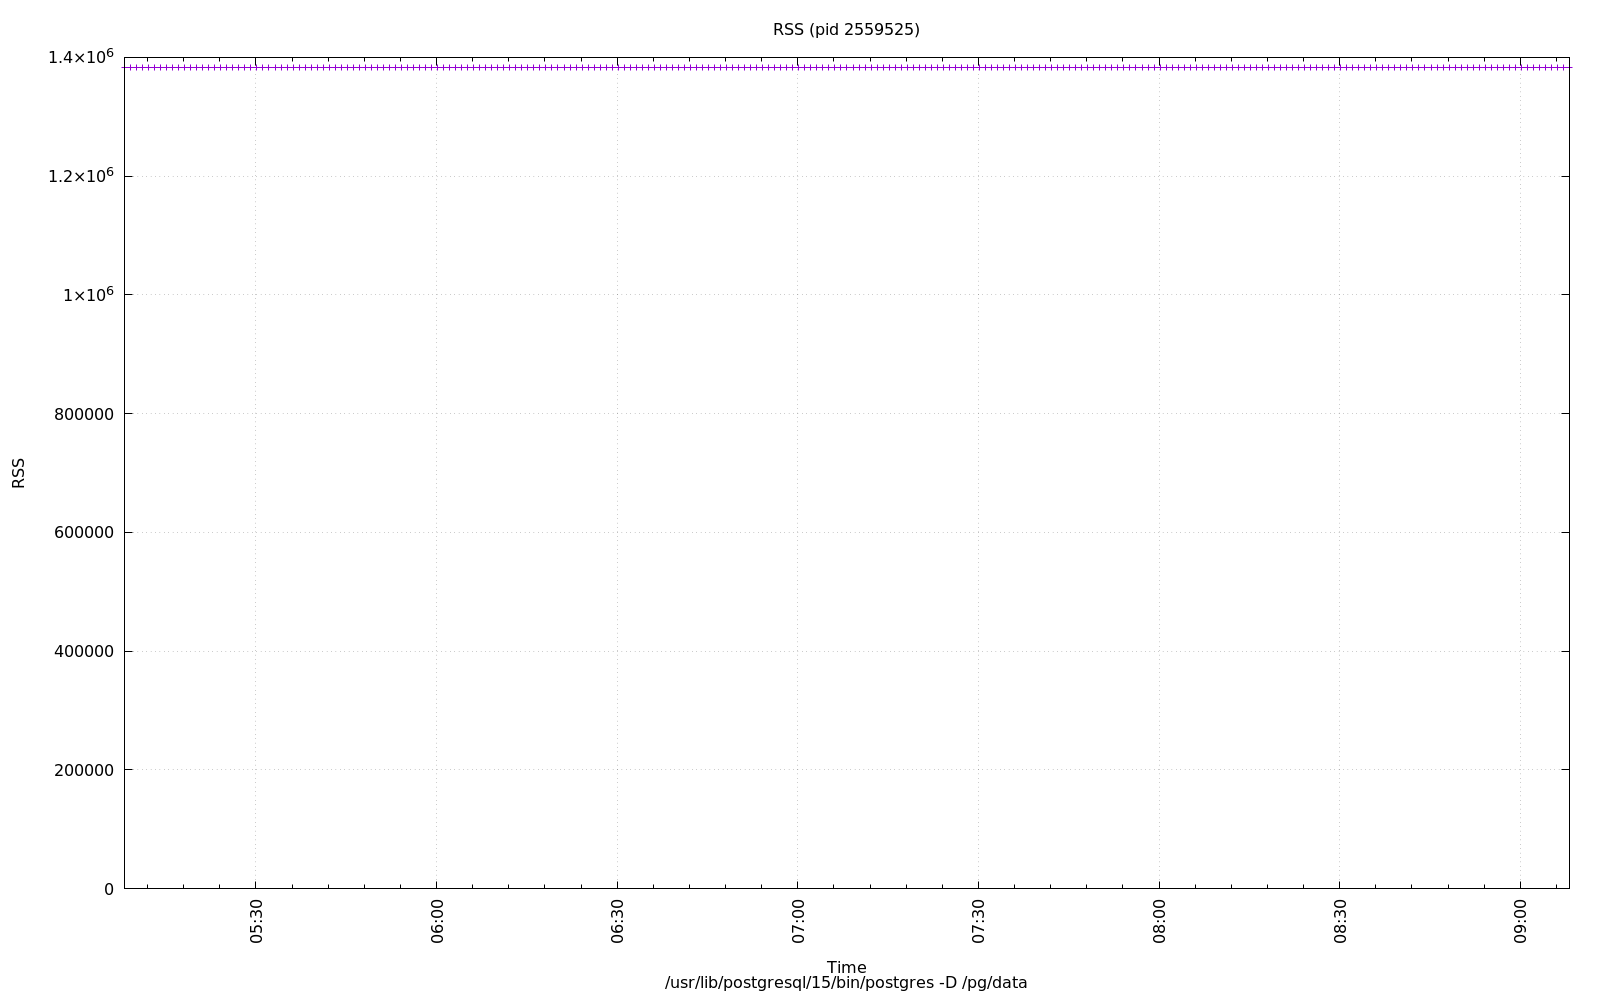 RSS (pid 2559525)
1.4×10⁶
1.2×10⁶
1×10⁶
800000
600000
400000
200000
0
RSS
05:30 06:00 06:30 07:00 07:30 08:00 08:30 09:00
Time
/usr/lib/postgresql/15/bin/postgres -D /pg/data